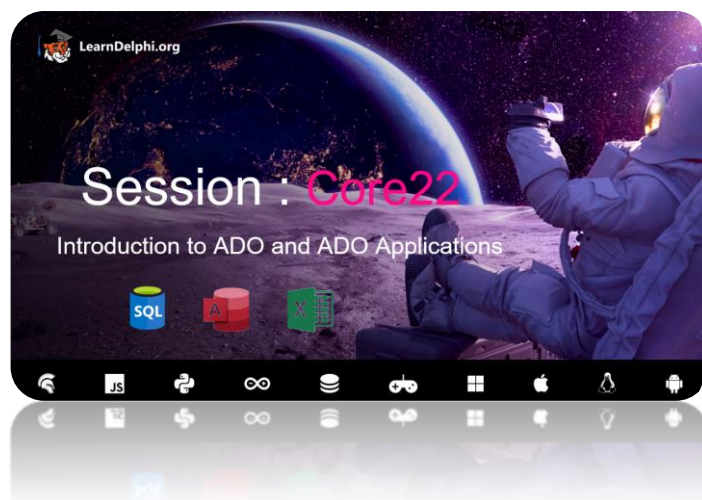 LearnDelphi.org
Session : Core22
Introduction to ADO and ADO Applications
SQL
A
X
JS